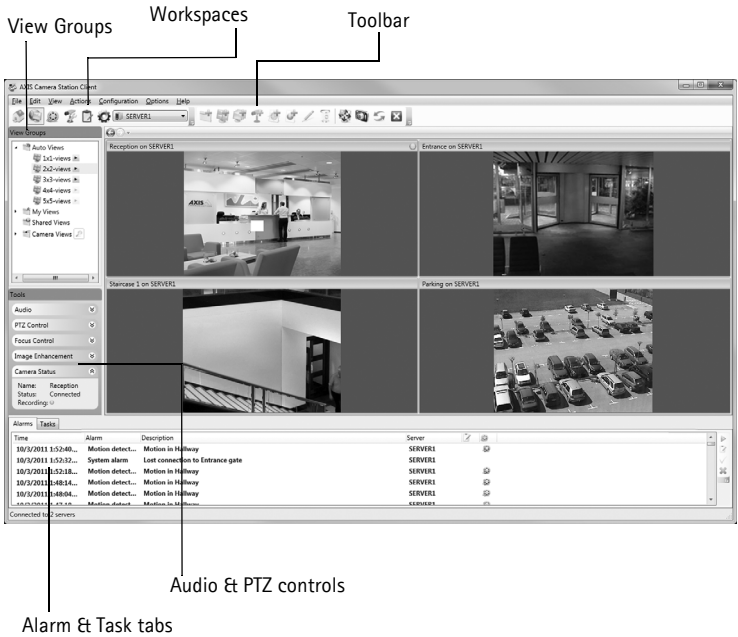 View Groups
Workspaces
Toolbar
AXIS Camera Station Client
File Edit View Actions Configuration Options Help
SERVER1
View Groups
Auto Views
1x1-views
2x2-views
3x3-views
4x4-views
5x5-views
My Views
Shared Views
Camera Views
Reception on SERVER1
Entrance on SERVER1
AXIS
Staircase 1 on SERVER1
Parking on SERVER1
Tools
Audio
PTZ Control
Focus Control
Image Enhancement
Camera Status
Name: Reception
Status: Connected
Recording:
Alarms Tasks
Time Alarm Description Server
10/3/2011 1:52:40... Motion detect... Motion in Hallway SERVER1
10/3/2011 1:52:32... System alarm Lost connection to Entrance gate SERVER1
10/3/2011 1:52:18... Motion detect... Motion in Hallway SERVER1
10/3/2011 1:48:14... Motion detect... Motion in Hallway SERVER1
10/3/2011 1:48:04... Motion detect... Motion in Hallway SERVER1
Motion detect... Motion in Hallway SERVER1
Connected to 2 servers
Audio & PTZ controls
Alarm & Task tabs